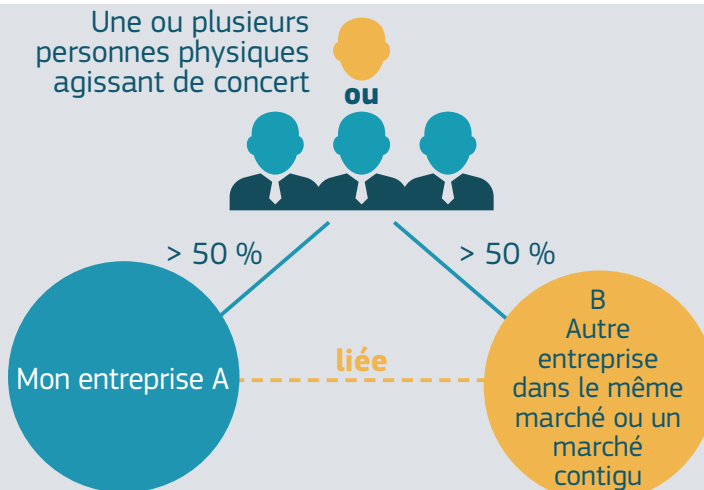 Une ou plusieurs
personnes physiques
agissant de concert
ou
> 50 %
> 50 %
Mon entreprise A
liée
B
Autre
entreprise
dans le même
marché ou un
marché
contigu